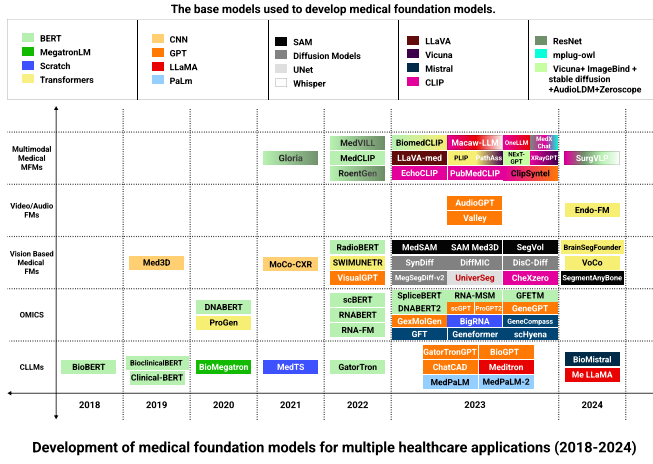 The base models used to develop medical foundation models.
BERT
MegatronLM
Scratch
Transformers
CNN
GPT
LLaMA
PaLm
SAM
Diffusion Models
UNet
Whisper
LLaVA
Vicuna
Mistral
CLIP
ResNet
mplug-owl
Vicuna+ ImageBind +
stable diffusion
+AudioLDM+Zeroscope
Multimodal
Medical
MFMs
Gloria
MedVILL
MedCLIP
RoentGen
BiomedCLIP
Macaw-LLM
OneLLM
MedX
Chat
LLaVA-med
PLIP
PathAss
NExT-
GPT
XRayGPT
EchoCLIP
PubMedCLIP
ClipSyntel
SurgVLP
Video/Audio
FMs
AudioGPT
Valley
Endo-FM
Vision Based
Medical
FMs
Med3D
MoCo-CXR
RadioBERT
SWIMUNETR
VisualGPT
MedSAM
SAM Med3D
SegVol
SynDiff
DiffMIC
DisC-Diff
MegSegDiff-v2
UniverSeg
CheXzero
BrainSegFounder
VoCo
SegmentAnyBone
OMICS
DNABERT
ProGen
scBERT
RNABERT
RNA-FM
SpliceBERT
RNA-MSM
GFETM
DNABERT2
scGPT
ProGPT2
GeneGPT
GexMolGen
BigRNA
GeneCompass
GFT
Geneformer
scHyena
CLLMs
BioBERT
BioclinicalBERT
Clinical-BERT
BioMegatron
MedTS
GatorTron
GatorTronGPT
BioGPT
ChatCAD
Meditron
MedPaLM
MedPaLM-2
BioMistral
Me LLaMA
2018
2019
2020
2021
2022
2023
2024
Development of medical foundation models for multiple healthcare applications (2018-2024)